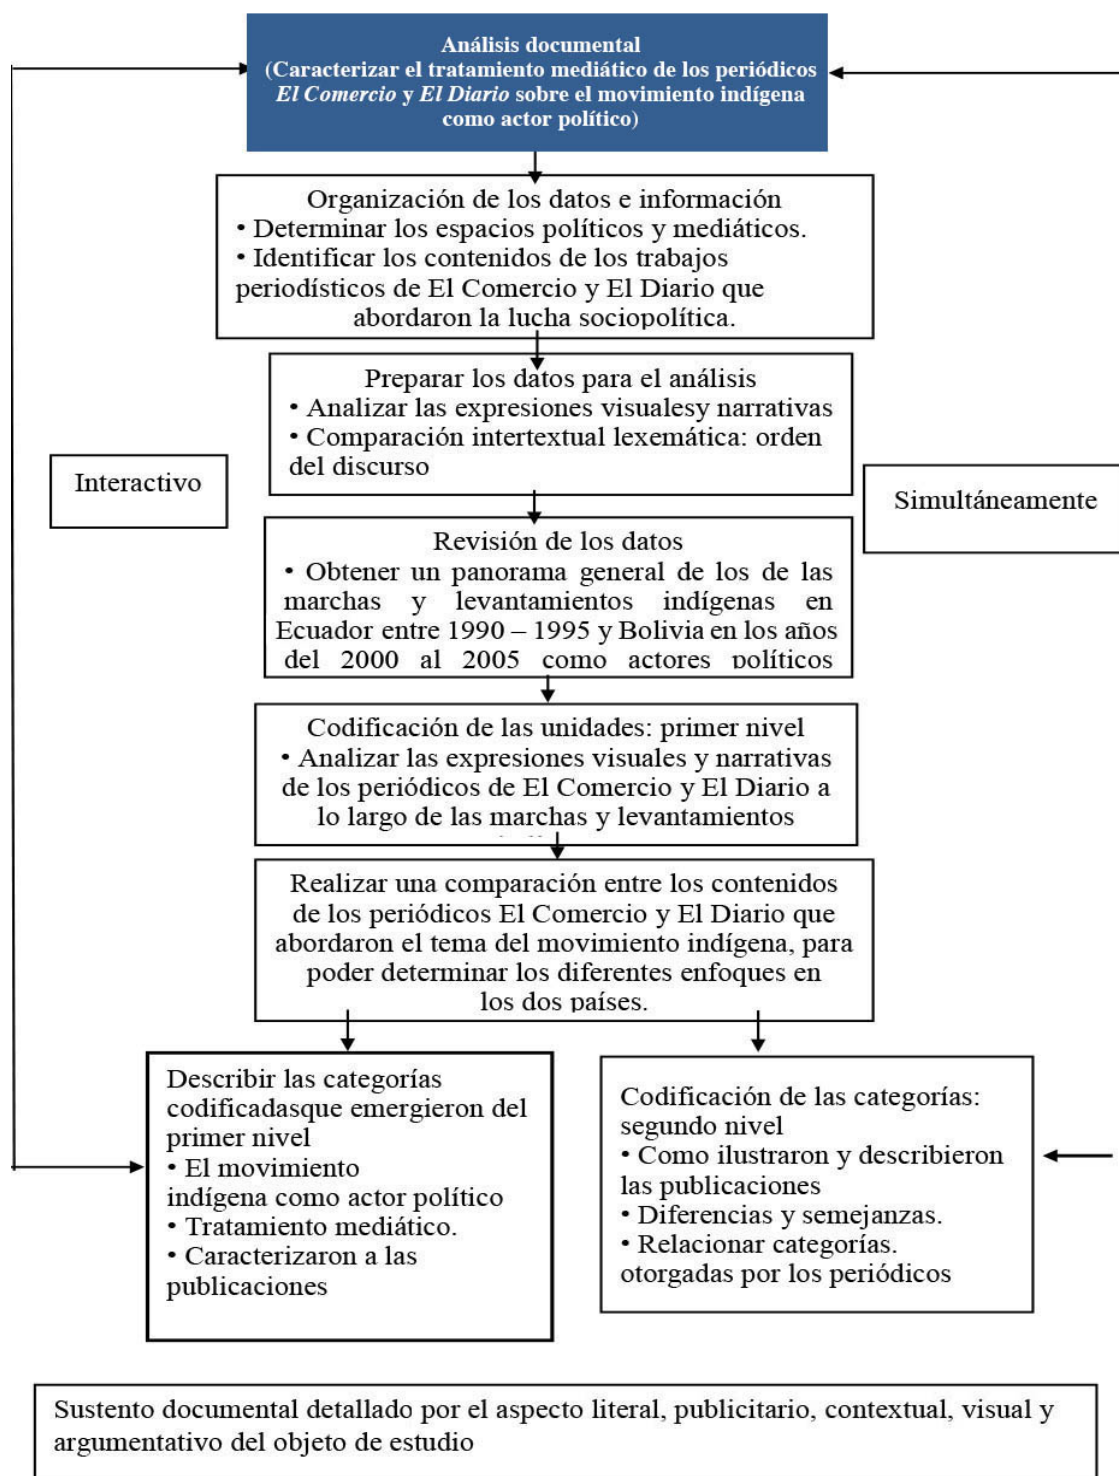 Análisis documental
(Caracterizar el tratamiento mediático de los periódicos
El Comercio y El Diario sobre el movimiento indígena
como actor político)
Organización de los datos e información
• Determinar los espacios políticos y mediáticos.
• Identificar los contenidos de los trabajos
periodísticos de El Comercio y El Diario que
abordaron la lucha sociopolítica.
Preparar los datos para el análisis
• Analizar las expresiones visualesy narrativas
• Comparación intertextual lexemática: orden
del discurso
Interactivo
Simultáneamente
Revisión de los datos
• Obtener un panorama general de los de las
marchas y levantamientos indígenas en
Ecuador entre 1990 – 1995 y Bolivia en los años
del 2000 al 2005 como actores políticos
Codificación de las unidades: primer nivel
• Analizar las expresiones visuales y narrativas
de los periódicos de El Comercio y El Diario a
lo largo de las marchas y levantamientos
Realizar una comparación entre los contenidos
de los periódicos El Comercio y El Diario que
abordaron el tema del movimiento indígena, para
poder determinar los diferentes enfoques en
los dos países.
Describir las categorías
codificadasque emergieron del
primer nivel
• El movimiento
indígena como actor político
• Tratamiento mediático.
• Caracterizaron a las
publicaciones
Codificación de las categorías:
segundo nivel
• Como ilustraron y describieron
las publicaciones
• Diferencias y semejanzas.
• Relacionar categorías.
otorgadas por los periódicos
Sustento documental detallado por el aspecto literal, publicitario, contextual, visual y
argumentativo del objeto de estudio